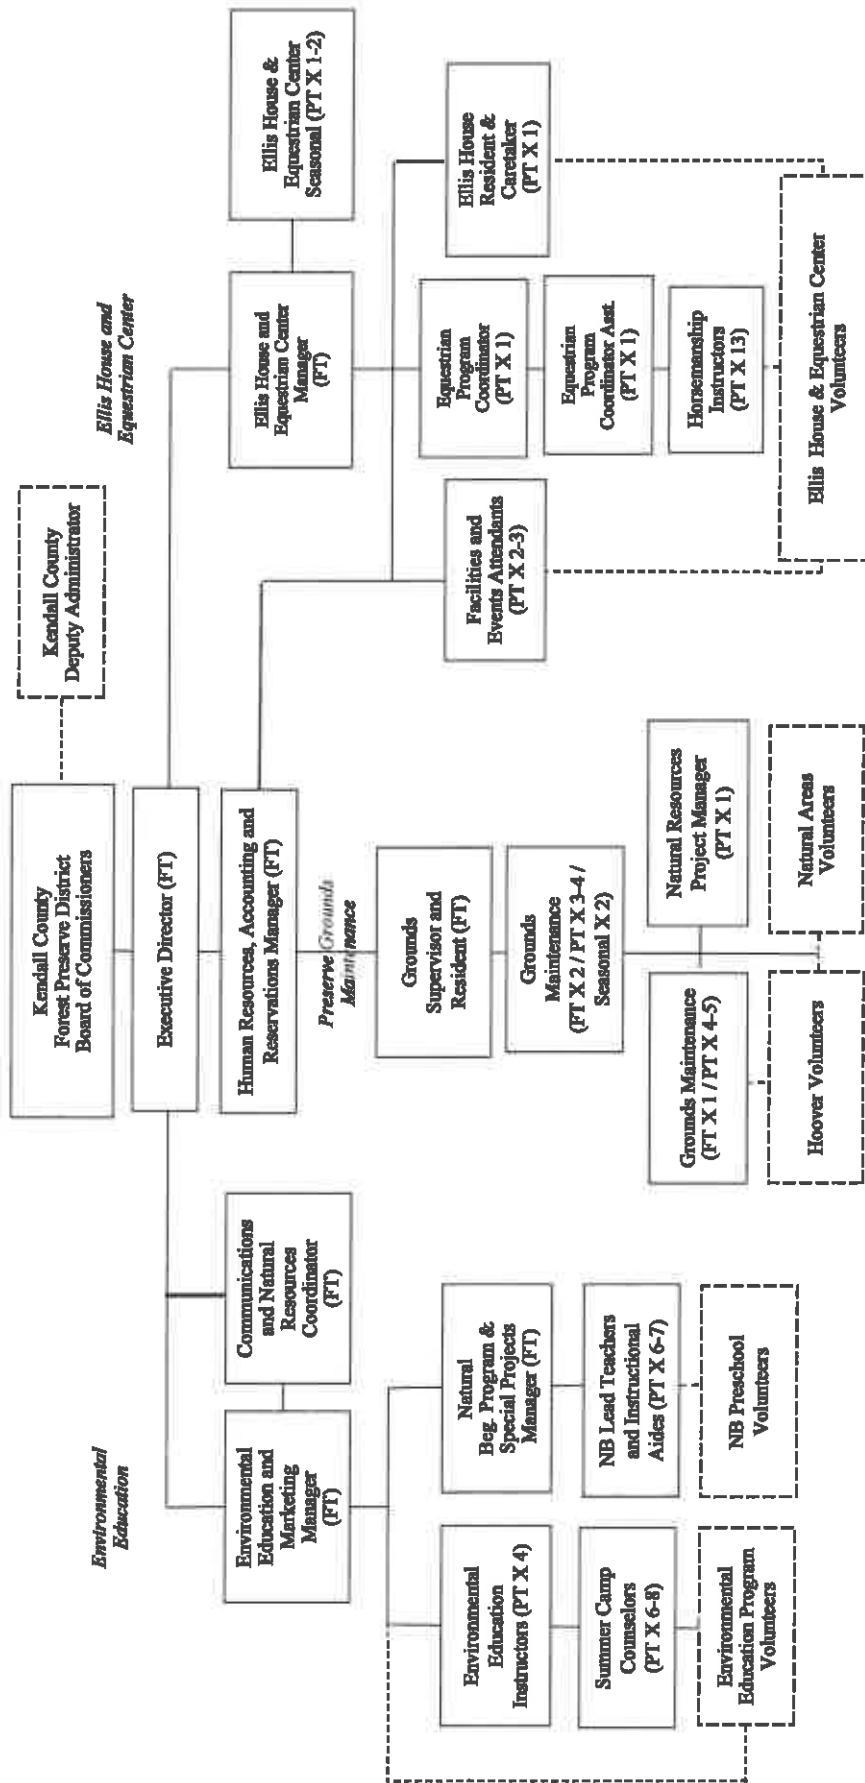 Kendall County
Forest Preserve District
Board of Commissioners
Kendall County
Deputy Administrator
Executive Director (FT)
Human Resources, Accounting and
Reservations Manager (FT)
Environmental
Education
Environmental
Education and
Marketing
Manager
(FT)
Communications
and Natural
Resources
Coordinator
(FT)
Environmental
Education
Instructors (PT X 4)
Summer Camp
Counselors
(PT X 6-8)
Environmental
Education Program
Volunteers
Natural
Beg. Program &
Special Projects
Manager (FT)
NB Lead Teachers
and Instructional
Aides (PT X 6-7)
NB Preschool
Volunteers
Preserve Grounds
Maintenance
Grounds
Supervisor and
Resident (FT)
Grounds
Maintenance
(FT X 2 / PT X 3-4 /
Seasonal X 2)
Grounds Maintenance
(FT X 1 / PT X 4-5)
Hoover Volunteers
Natural Resources
Project Manager
(PT X 1)
Natural Areas
Volunteers
Ellis House and
Equestrian Center
Ellis House and
Equestrian Center
Manager
(FT)
Ellis House &
Equestrian Center
Seasonal (PT X 1-2)
Facilities and
Events Attendants
(PT X 2-3)
Equestrian
Program
Coordinator
(PT X 1)
Equestrian
Program
Coordinator Asst.
(PT X 1)
Horsemanship
Instructors
(PT X 13)
Ellis House
Resident &
Caretaker
(PT X 1)
Ellis House & Equestrian Center
Volunteers